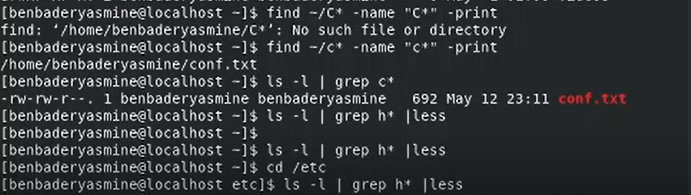 [benbaderyasmine@localhost ~]$ find ~/C* -name "C*" -print
find: ‘/home/benbaderyasmine/C*’: No such file or directory
[benbaderyasmine@localhost ~]$ find ~/c* -name "c*" -print
/home/benbaderyasmine/conf.txt
[benbaderyasmine@localhost ~]$ ls -l | grep c*
-rw-rw-r--. 1 benbaderyasmine benbaderyasmine   692 May 12 23:11 conf.txt
[benbaderyasmine@localhost ~]$ ls -l | grep h* |less
[benbaderyasmine@localhost ~]$
[benbaderyasmine@localhost ~]$ ls -l | grep h* |less
[benbaderyasmine@localhost ~]$ cd /etc
[benbaderyasmine@localhost etc]$ ls -l | grep h* |less